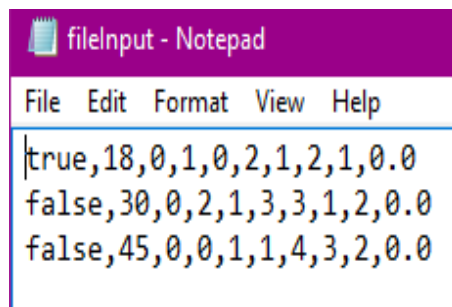 fileInput - Notepad
File Edit Format View Help
true,18,0,1,0,2,1,2,1,0.0
false,30,0,2,1,3,3,1,2,0.0
false,45,0,0,1,1,4,3,2,0.0